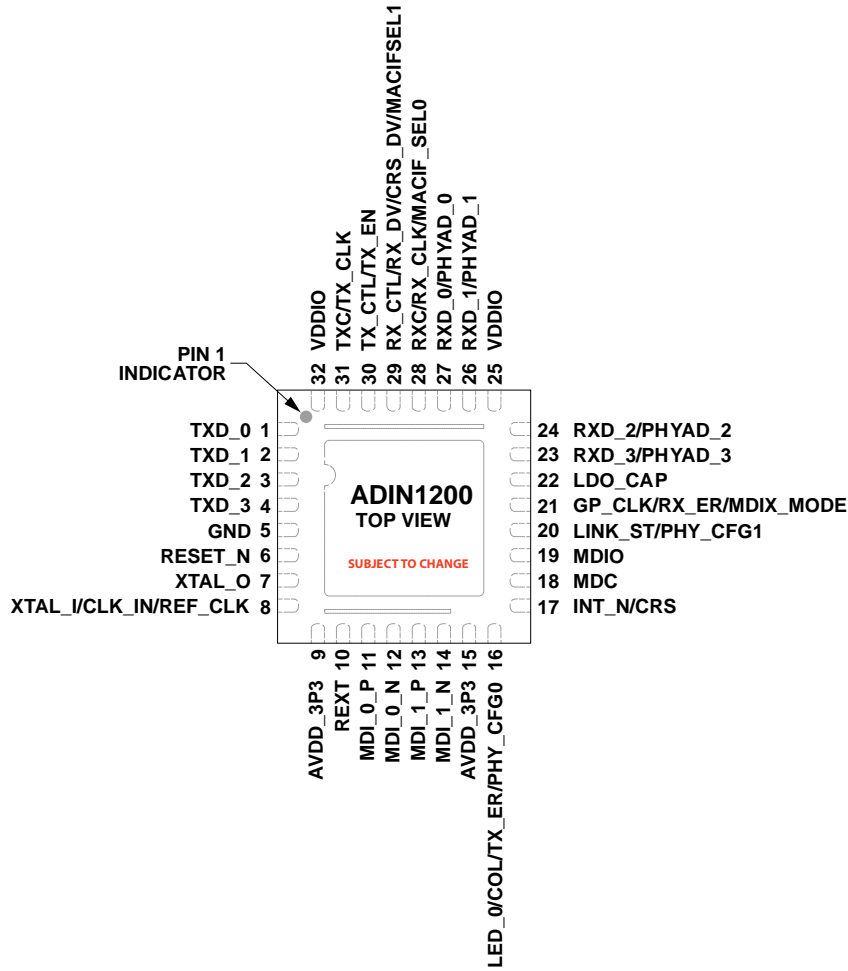 32 VDDIO
31 TXC/TX_CLK
30 TX_CTL/TX_EN
29 RX_CTL/RX_DV/CRS_DV/MACIFSEL1
28 RXC/RX_CLK/MACIF_SEL0
27 RXD_0/PHYAD_0
26 RXD_1/PHYAD_1
25 VDDIO
PIN 1
INDICATOR
TXD_0 1
TXD_1 2
TXD_2 3
TXD_3 4
GND 5
RESET_N 6
XTAL_O 7
XTAL_I/CLK_IN/REF_CLK 8
ADIN1200
TOP VIEW
SUBJECT TO CHANGE
24 RXD_2/PHYAD_2
23 RXD_3/PHYAD_3
22 LDO_CAP
21 GP_CLK/RX_ER/MDIX_MODE
20 LINK_ST/PHY_CFG1
19 MDIO
18 MDC
17 INT_N/CRS
AVDD_3P3 9
REXT 10
MDI_0_P 11
MDI_0_N 12
MDI_1_P 13
MDI_1_N 14
AVDD_3P3 15
LED_0/COL/TX_ER/PHY_CFG0 16